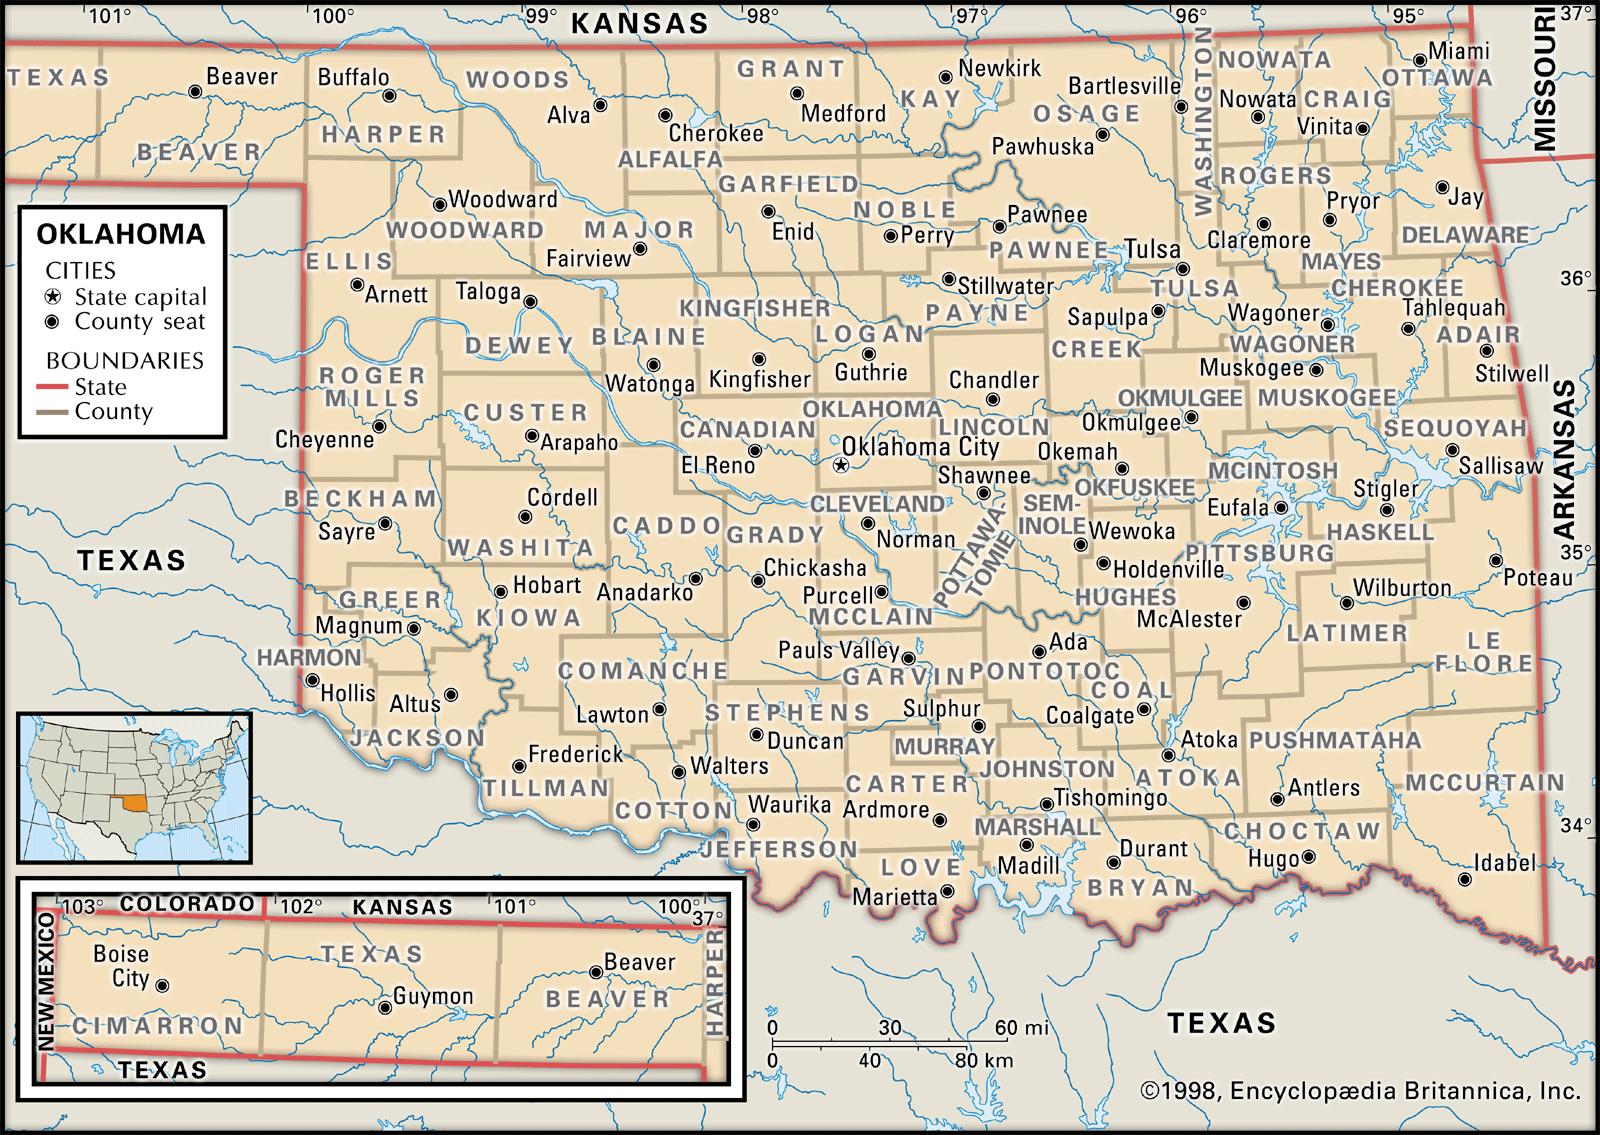 101°
100°
99°
98°
97°
96°
95°
37°
KANSAS
MISSOURI
TEXAS
Beaver
BEAVER
Buffalo
HARPER
WOODS
Alva
Cherokee
ALFALFA
GRANT
Medford
Newkirk
KAY
Bartlesville
OSAGE
Pawhuska
WASHINGTON
NOWATA
Nowata
CRAIG
Vinita
Miami
OTTAWA
Woodward
WOODWARD
MAJOR
Fairview
GARFIELD
Enid
NOBLE
Perry
Pawnee
PAWNEE
Tulsa
TULSA
ROGERS
Claremore
Pryor
MAYES
Jay
DELAWARE
OKLAHOMA
CITIES
State capital
County seat
BOUNDARIES
State
County
ELLIS
Arnett
Taloga
DEWEY
BLAINE
Watonga
KINGFISHER
Kingfisher
LOGAN
Guthrie
Stillwater
PAYNE
Sapulpa
CREEK
Wagoner
WAGONER
CHEROKEE
Tahlequah
ADAIR
Stilwell
36°
ROGER
MILLS
Cheyenne
CUSTER
Arapaho
CANADIAN
El Reno
OKLAHOMA
Oklahoma City
Chandler
LINCOLN
OKMULGEE
Okmulgee
Muskogee
MUSKOGEE
SEQUOYAH
Sallisaw
ARKANSAS
BECKHAM
Sayre
Cordell
WASHITA
CADDO
Anadarko
GRADY
Chickasha
CLEVELAND
Norman
Purcell
MCCLAIN
Shawnee
POTTAWA-
TOMIE
Okemah
OKFUSKEE
SEM-
INOLE
Wewoka
Holdenville
HUGHES
MCINTOSH
Eufala
Stigler
HASKELL
PITTSBURG
McAlester
Wilburton
LATIMER
Poteau
LE
FLORE
35°
TEXAS
GREER
Magnum
HARMON
Hollis
Altus
JACKSON
Hobart
KIOWA
COMANCHE
Lawton
Frederick
TILLMAN
Walters
COTTON
STEPHENS
Duncan
Waurika
JEFFERSON
Pauls Valley
GARVIN
Ada
PONTOTOC
Sulphur
MURRAY
CARTER
Ardmore
LOVE
Marietta
COAL
Coalgate
JOHNSTON
Tishomingo
MARSHALL
Madill
Atoka
ATOKA
Durant
BRYAN
PUSHMATAHA
Antlers
CHOCTAW
Hugo
MCCURTAIN
Idabel
34°
103°
COLORADO
102°
KANSAS
101°
100°
37°
NEW MEXICO
Boise
City
CIMARRON
TEXAS
Guymon
Beaver
BEAVER
HARPER
TEXAS
0 30 60 mi
0 40 80 km
TEXAS
©1998, Encyclopædia Britannica, Inc.